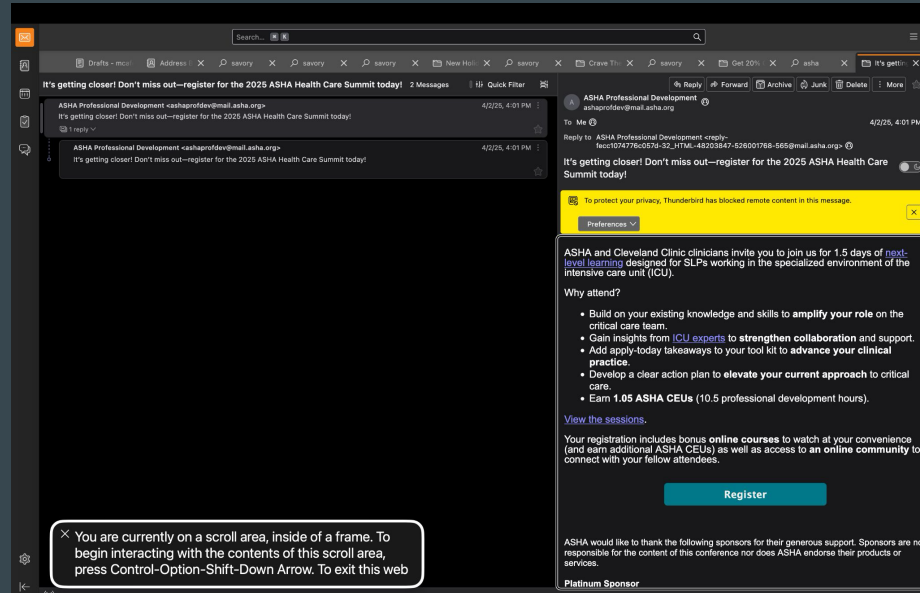 Search... ⌘ K
Drafts - mcal
Address
savory
savory
savory
savory
New Holi
savory
Crave The
savory
Get 20%
asha
It's gettin
It's getting closer! Don't miss out—register for the 2025 ASHA Health Care Summit today! 2 Messages Quick Filter
ASHA Professional Development <ashaprofdev@mail.asha.org> 4/2/25, 4:01 PM
It's getting closer! Don't miss out—register for the 2025 ASHA Health Care Summit today!
1 reply
ASHA Professional Development <ashaprofdev@mail.asha.org> 4/2/25, 4:01 PM
It's getting closer! Don't miss out—register for the 2025 ASHA Health Care Summit today!
Reply Forward Archive Junk Delete More
A
ASHA Professional Development
ashaprofdev@mail.asha.org
To Me 4/2/25, 4:01 PM
Reply to ASHA Professional Development <reply-
fecc1074776c057d-32_HTML-48203847-526001768-565@mail.asha.org>
It's getting closer! Don't miss out—register for the 2025 ASHA Health Care
Summit today!
To protect your privacy, Thunderbird has blocked remote content in this message.
Preferences
ASHA and Cleveland Clinic clinicians invite you to join us for 1.5 days of next-
level learning designed for SLPs working in the specialized environment of the
intensive care unit (ICU).
Why attend?
• Build on your existing knowledge and skills to amplify your role on the
critical care team.
• Gain insights from ICU experts to strengthen collaboration and support.
• Add apply-today takeaways to your tool kit to advance your clinical
practice.
• Develop a clear action plan to elevate your current approach to critical
care.
• Earn 1.05 ASHA CEUs (10.5 professional development hours).
View the sessions.
Your registration includes bonus online courses to watch at your convenience
(and earn additional ASHA CEUs) as well as access to an online community to
connect with your fellow attendees.
Register
ASHA would like to thank the following sponsors for their generous support. Sponsors are no
responsible for the content of this conference nor does ASHA endorse their products or
services.
Platinum Sponsor
You are currently on a scroll area, inside of a frame. To
begin interacting with the contents of this scroll area,
press Control-Option-Shift-Down Arrow. To exit this web